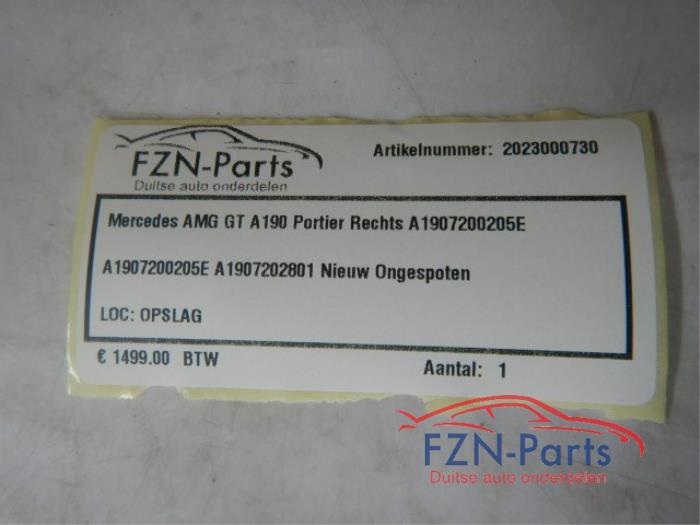 FZN-Parts
Duitse auto onderdelen
Artikelnummer: 2023000730
Mercedes AMG GT A190 Portier Rechts A1907200205E
A1907200205E A1907202801 Nieuw Ongespoten
LOC: OPSLAG
€ 1499.00 BTW
Aantal: 1
FZN-Parts
Duitse auto onderdelen